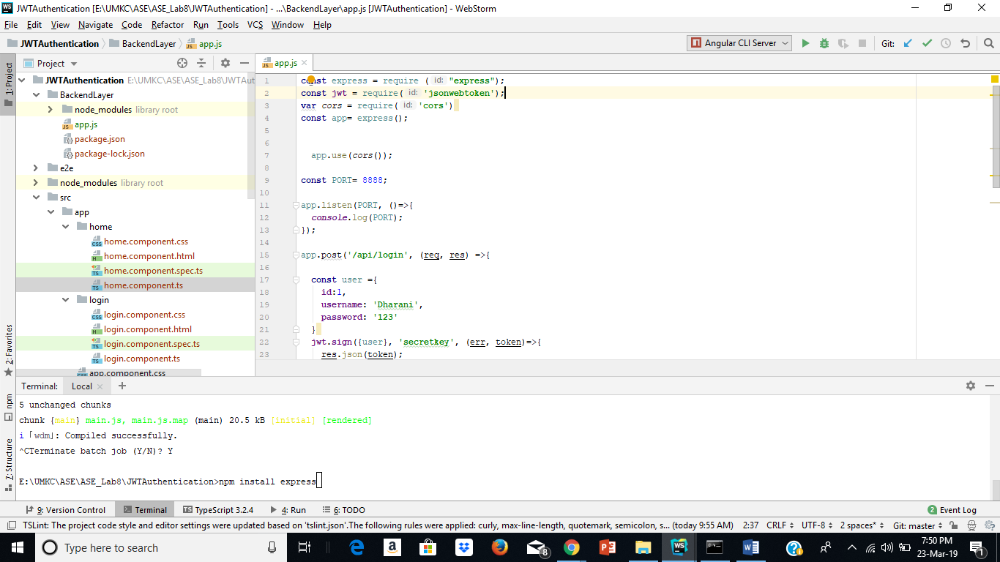 JWTAuthentication [E:\UMKC\ASE\ASE_Lab8\JWTAuthentication] - ...\BackendLayer\app.js [JWTAuthentication] - WebStorm
File Edit View Navigate Code Refactor Run Tools VCS Window Help
JWTAuthentication BackendLayer app.js Angular CLI Server Git:
1: Project
Project
app.js
JWTAuthentication E:\UMKC\ASE\ASE_Lab8\JWTAut
BackendLayer
node_modules library root
app.js
package.json
package-lock.json
e2e
node_modules library root
src
app
home
home.component.css
home.component.html
home.component.spec.ts
home.component.ts
login
login.component.css
login.component.html
login.component.spec.ts
login.component.ts
app.component.css
1 const express = require ( id: "express");
2 const jwt = require( id: 'jsonwebtoken');
3 var cors = require( id: 'cors')
4 const app= express();
5
6
7 app.use(cors());
8
9 const PORT= 8888;
10
11 app.listen(PORT, ()=>{
12 console.log(PORT);
13 });
14
15 app.post('/api/login', (req, res) =>{
16
17 const user ={
18 id:1,
19 username: 'Dharani',
20 password: '123'
21 }
22 jwt.sign({user}, 'secretkey', (err, token)=>{
23 res.json(token);
2: Favorites
npm
7: Structure
Terminal: Local
5 unchanged chunks
chunk {main} main.js, main.js.map (main) 20.5 kB [initial] [rendered]
i ｢wdm｣: Compiled successfully.
^CTerminate batch job (Y/N)? Y
E:\UMKC\ASE\ASE_Lab8\JWTAuthentication>npm install express
9: Version Control Terminal TypeScript 3.2.4 4: Run 6: TODO 2 Event Log
TSLint: The project code style and editor settings were updated based on 'tslint.json'.The following rules were applied: curly, max-line-length, quotemark, semicolon, s... (today 9:55 AM) 2:37 CRLF UTF-8 2 spaces* Git: master
Type here to search
8
7:50 PM
23-Mar-19
1